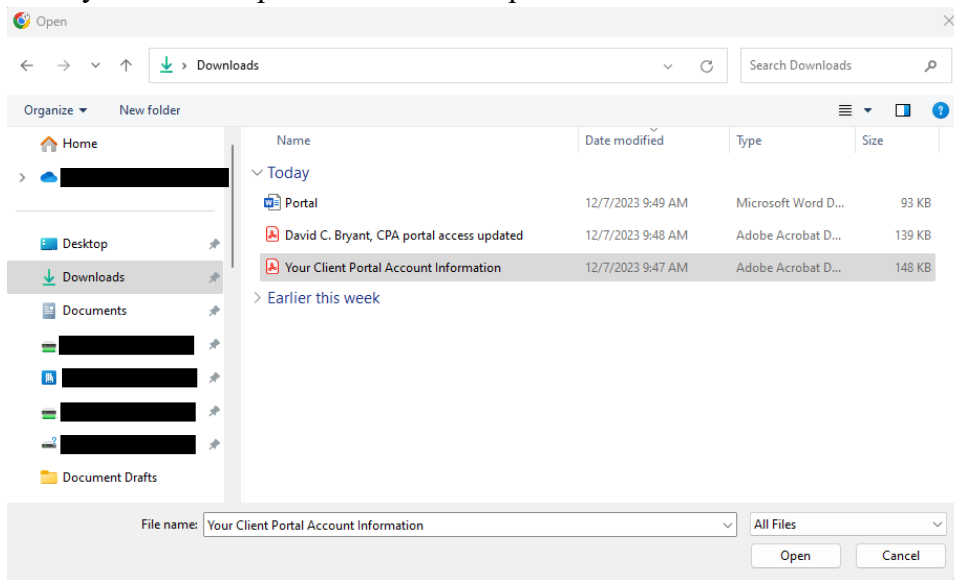 Open
Downloads
Search Downloads
Organize
New folder
?
Home
Name
Date modified
Type
Size
Today
Portal
12/7/2023 9:49 AM
Microsoft Word D...
93 KB
Desktop
David C. Bryant, CPA portal access updated
12/7/2023 9:48 AM
Adobe Acrobat D...
139 KB
Downloads
Your Client Portal Account Information
12/7/2023 9:47 AM
Adobe Acrobat D...
148 KB
Documents
Earlier this week
Document Drafts
File name:
Your Client Portal Account Information
All Files
Open
Cancel